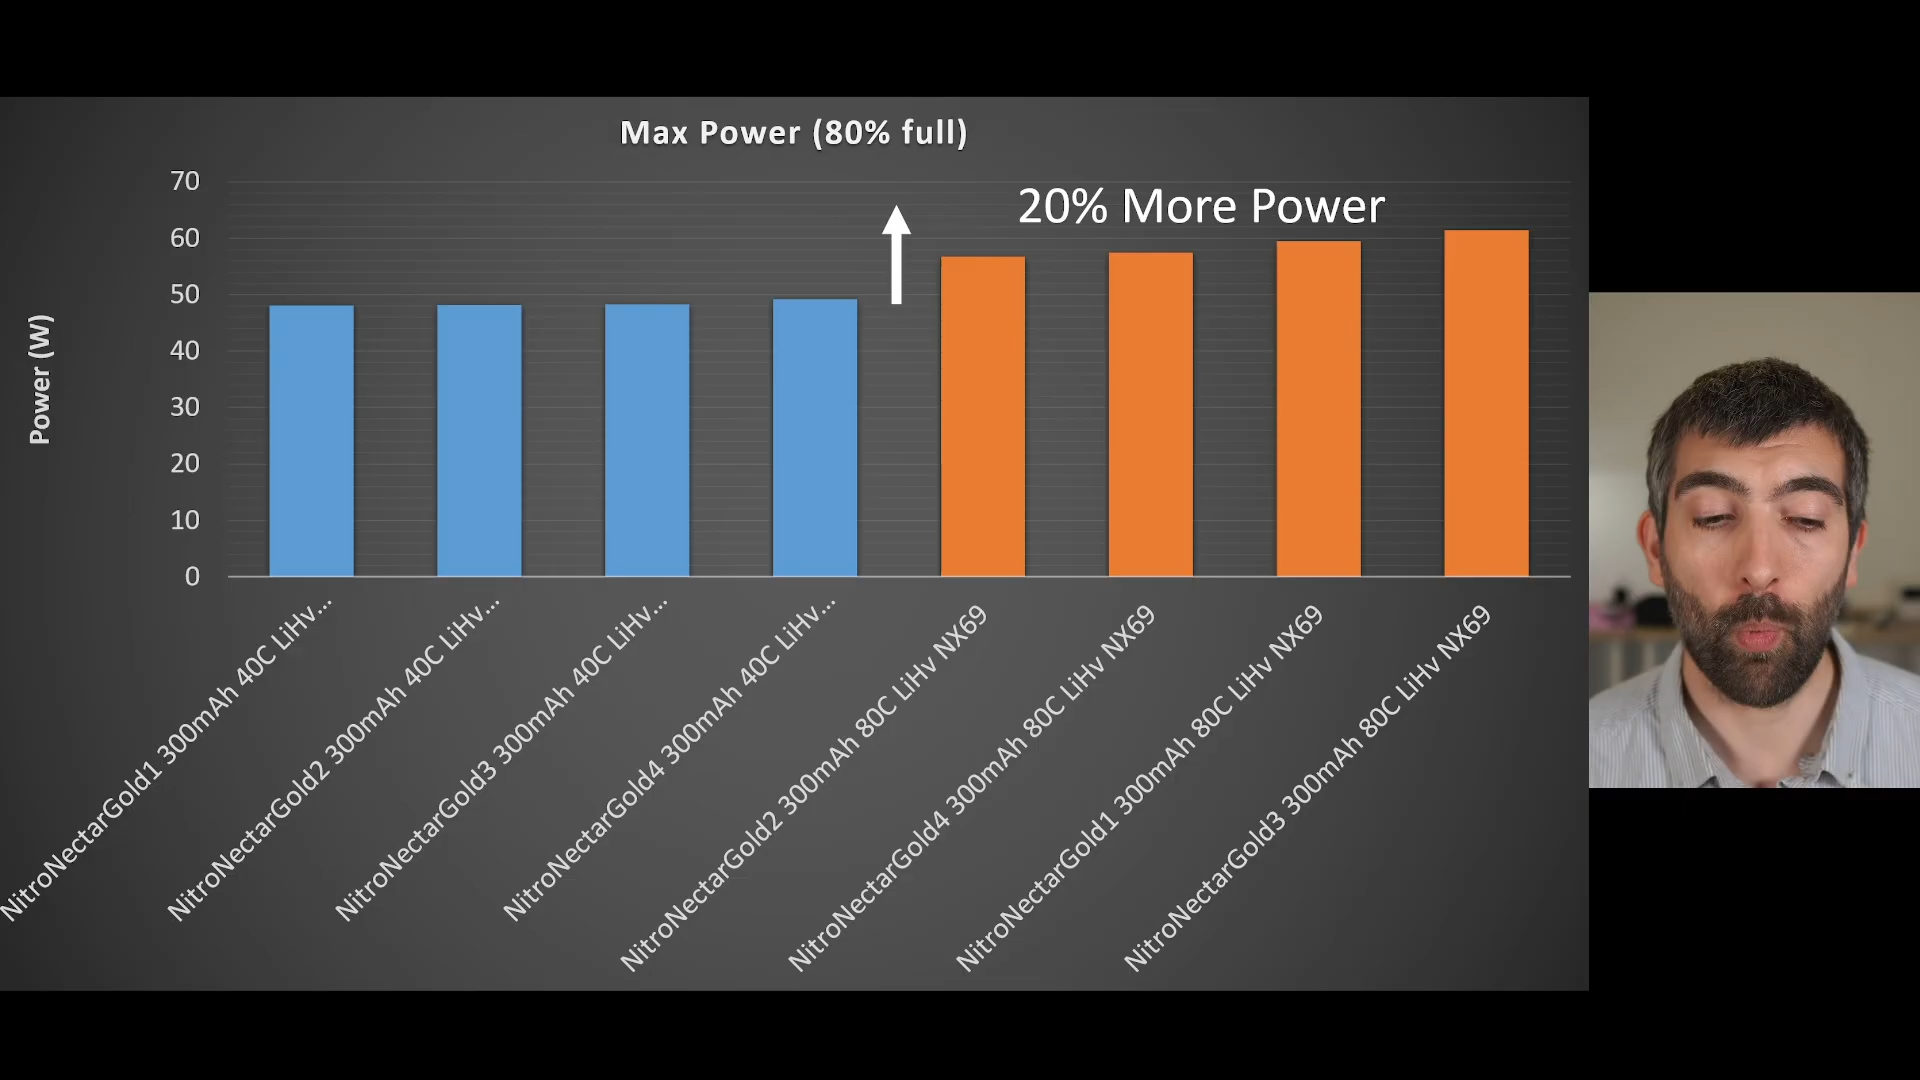 Max Power (80% full)
20% More Power
Power (W)
70
60
50
40
30
20
10
0
NitroNectarGold1 300mAh 40C LiHv...
NitroNectarGold2 300mAh 40C LiHv...
NitroNectarGold3 300mAh 40C LiHv...
NitroNectarGold4 300mAh 40C LiHv...
NitroNectarGold2 300mAh 80C LiHv NX69
NitroNectarGold4 300mAh 80C LiHv NX69
NitroNectarGold1 300mAh 80C LiHv NX69
NitroNectarGold3 300mAh 80C LiHv NX69